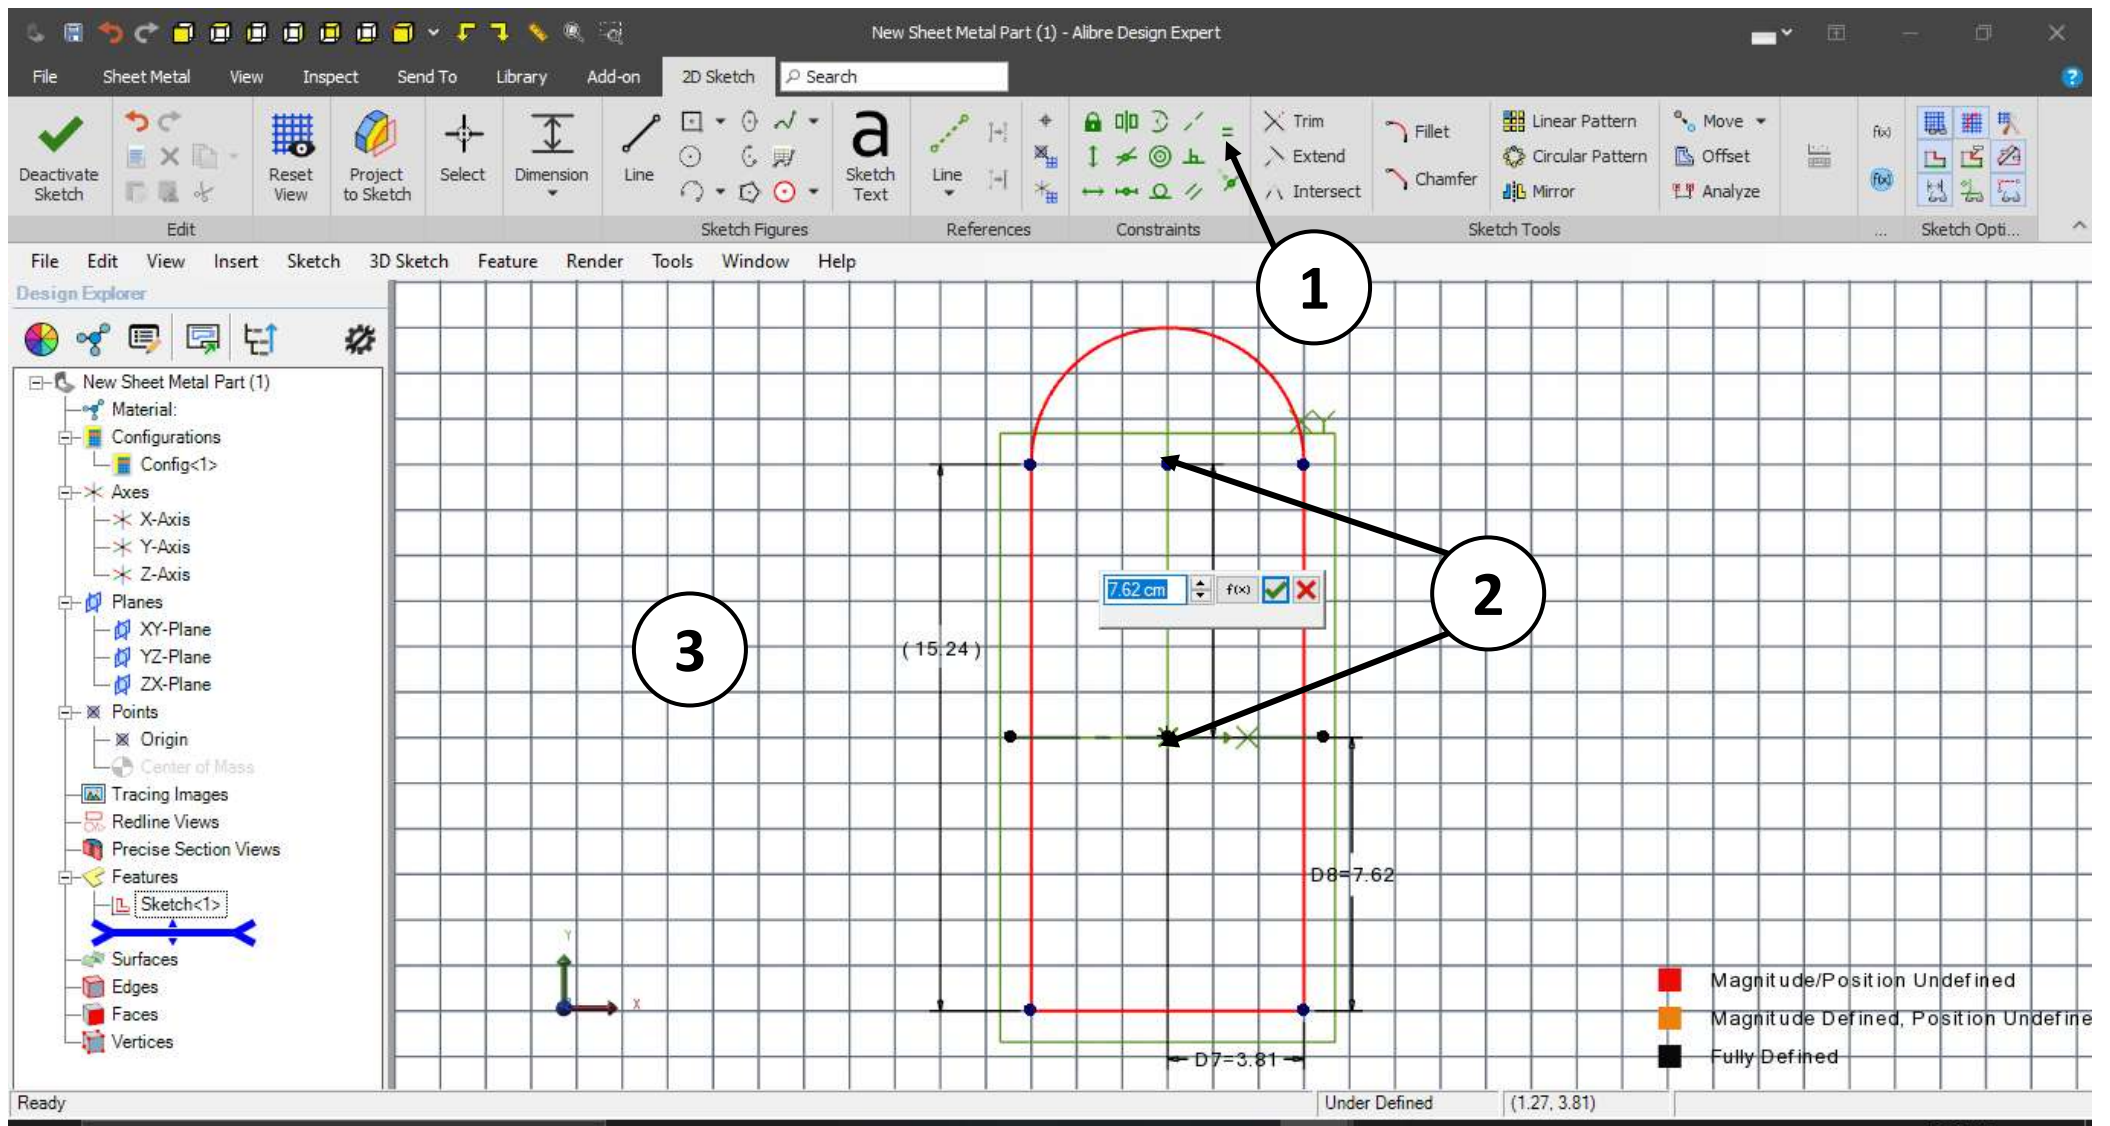 New Sheet Metal Part (1) - Alibre Design Expert
File Sheet Metal View Inspect Send To Library Add-on 2D Sketch Search
?
Deactivate Sketch
Reset View
Project to Sketch
Select
Dimension
Line
a
Sketch Text
Line
Trim
Extend
Intersect
Fillet
Chamfer
Linear Pattern
Circular Pattern
Mirror
Move
Offset
Analyze
f(x)
f(x)
Edit Sketch Figures References Constraints Sketch Tools ... Sketch Opti...
File Edit View Insert Sketch 3D Sketch Feature Render Tools Window Help
Design Explorer
New Sheet Metal Part (1)
Material:
Configurations
Config<1>
Axes
X-Axis
Y-Axis
Z-Axis
Planes
XY-Plane
YZ-Plane
ZX-Plane
Points
Origin
Center of Mass
Tracing Images
Redline Views
Precise Section Views
Features
Sketch<1>
Surfaces
Edges
Faces
Vertices
1
XY
2
7.62 cm f(x)
3
(15.24)
X
D8=7.62
Y
X
D7=3.81
Magnitude/Position Undefined
Magnitude Defined, Position Undefine
Fully Defined
Ready Under Defined (1.27, 3.81)